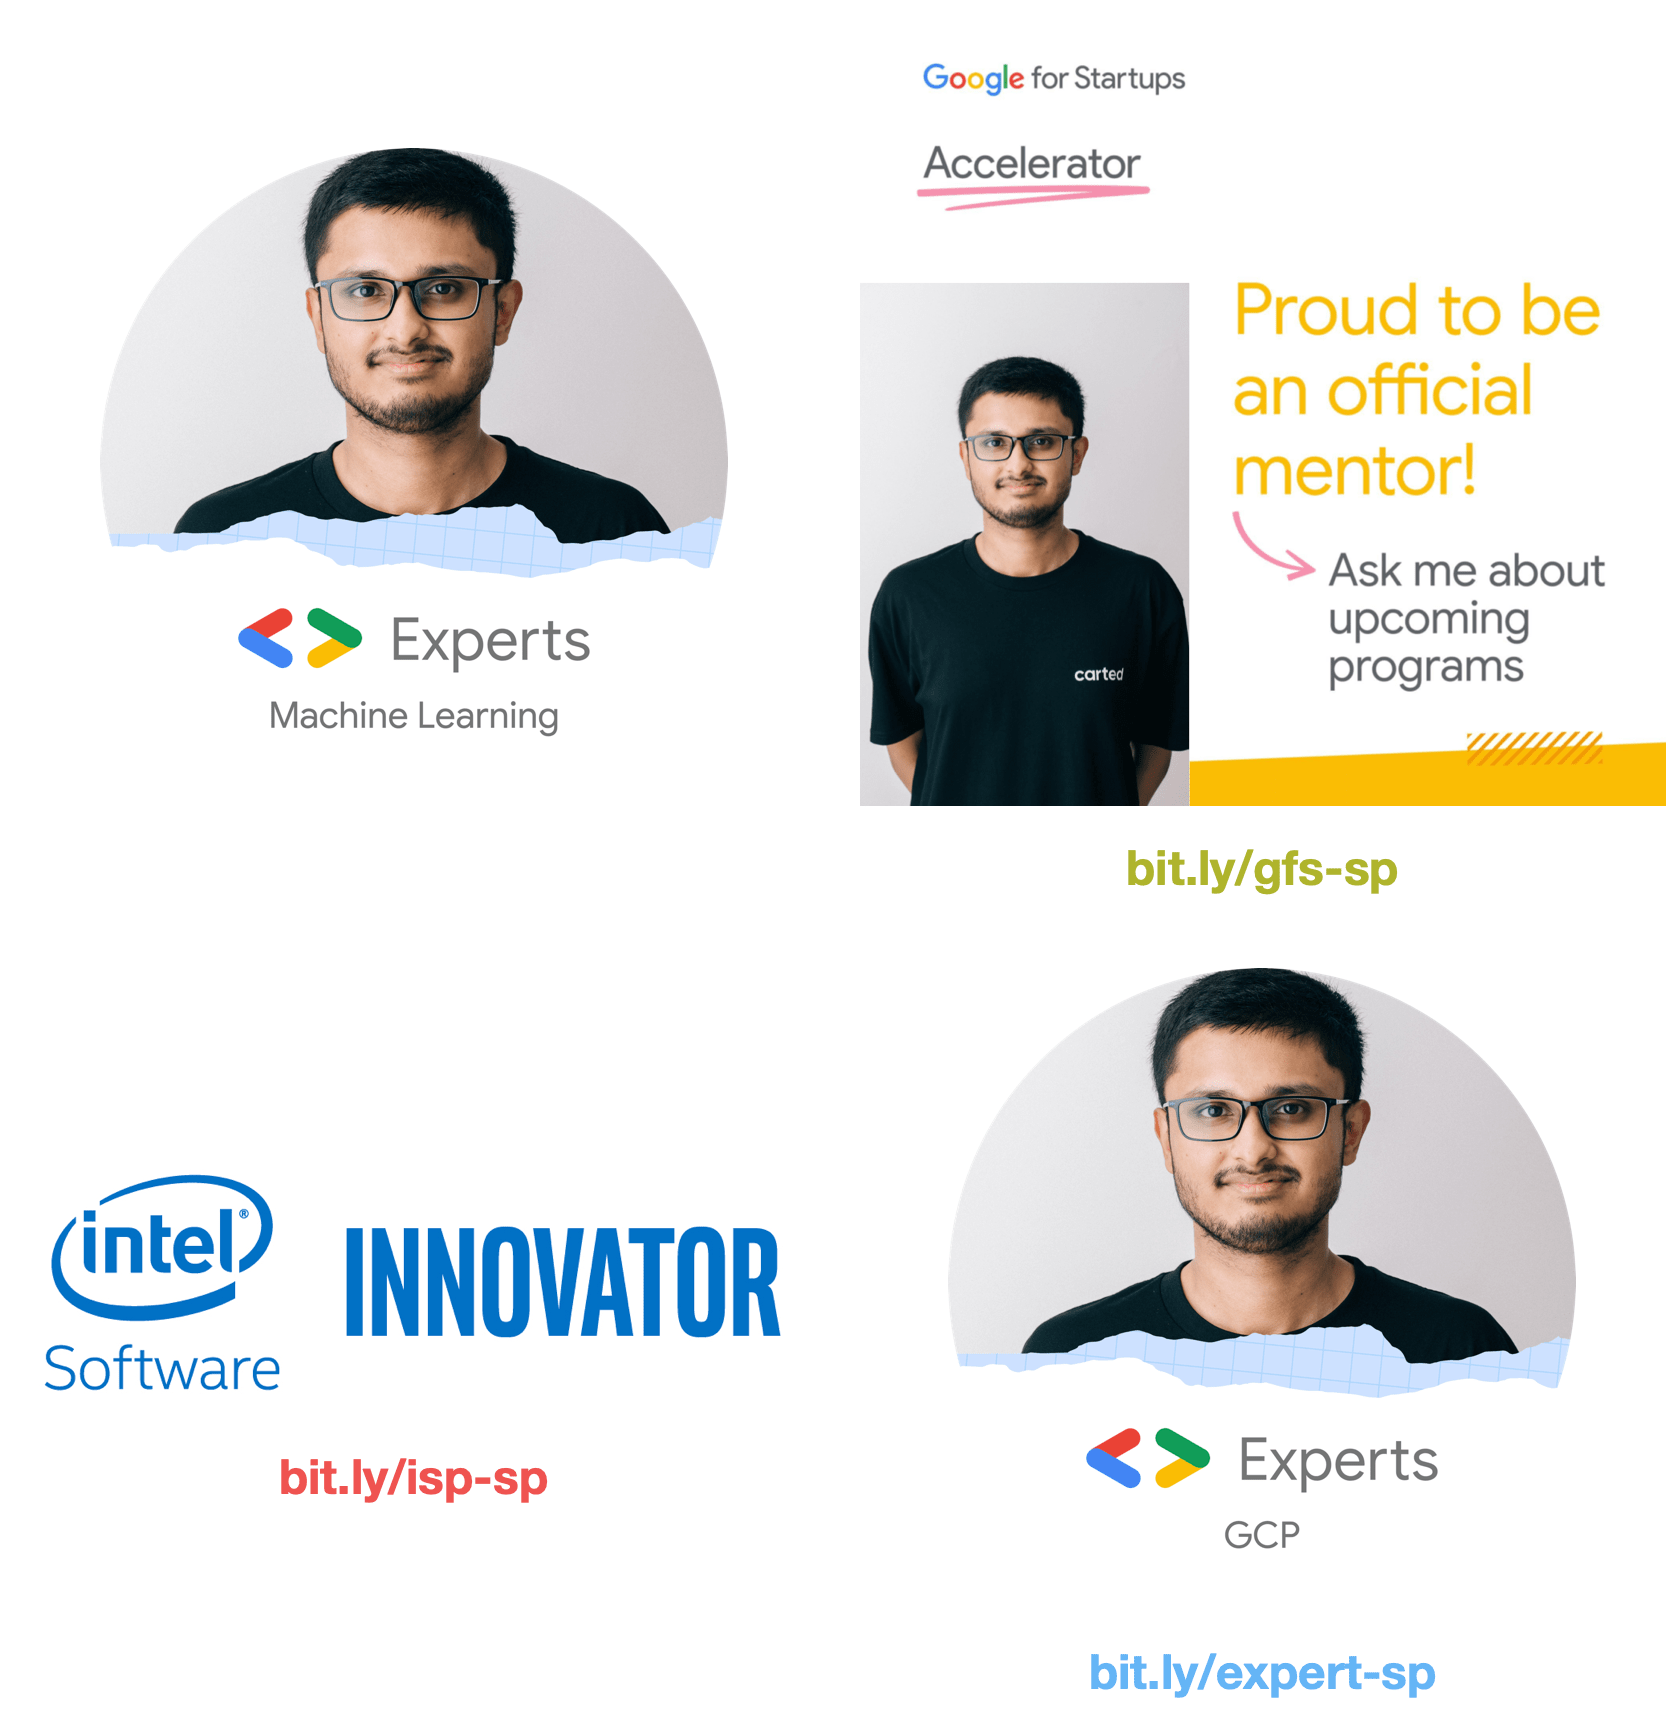 Experts
Machine Learning
Google for Startups
Accelerator
Proud to be
an official
mentor!
Ask me about
upcoming
programs
carted
bit.ly/gfs-sp
intel®
Software
INNOVATOR
bit.ly/isp-sp
Experts
GCP
bit.ly/expert-sp